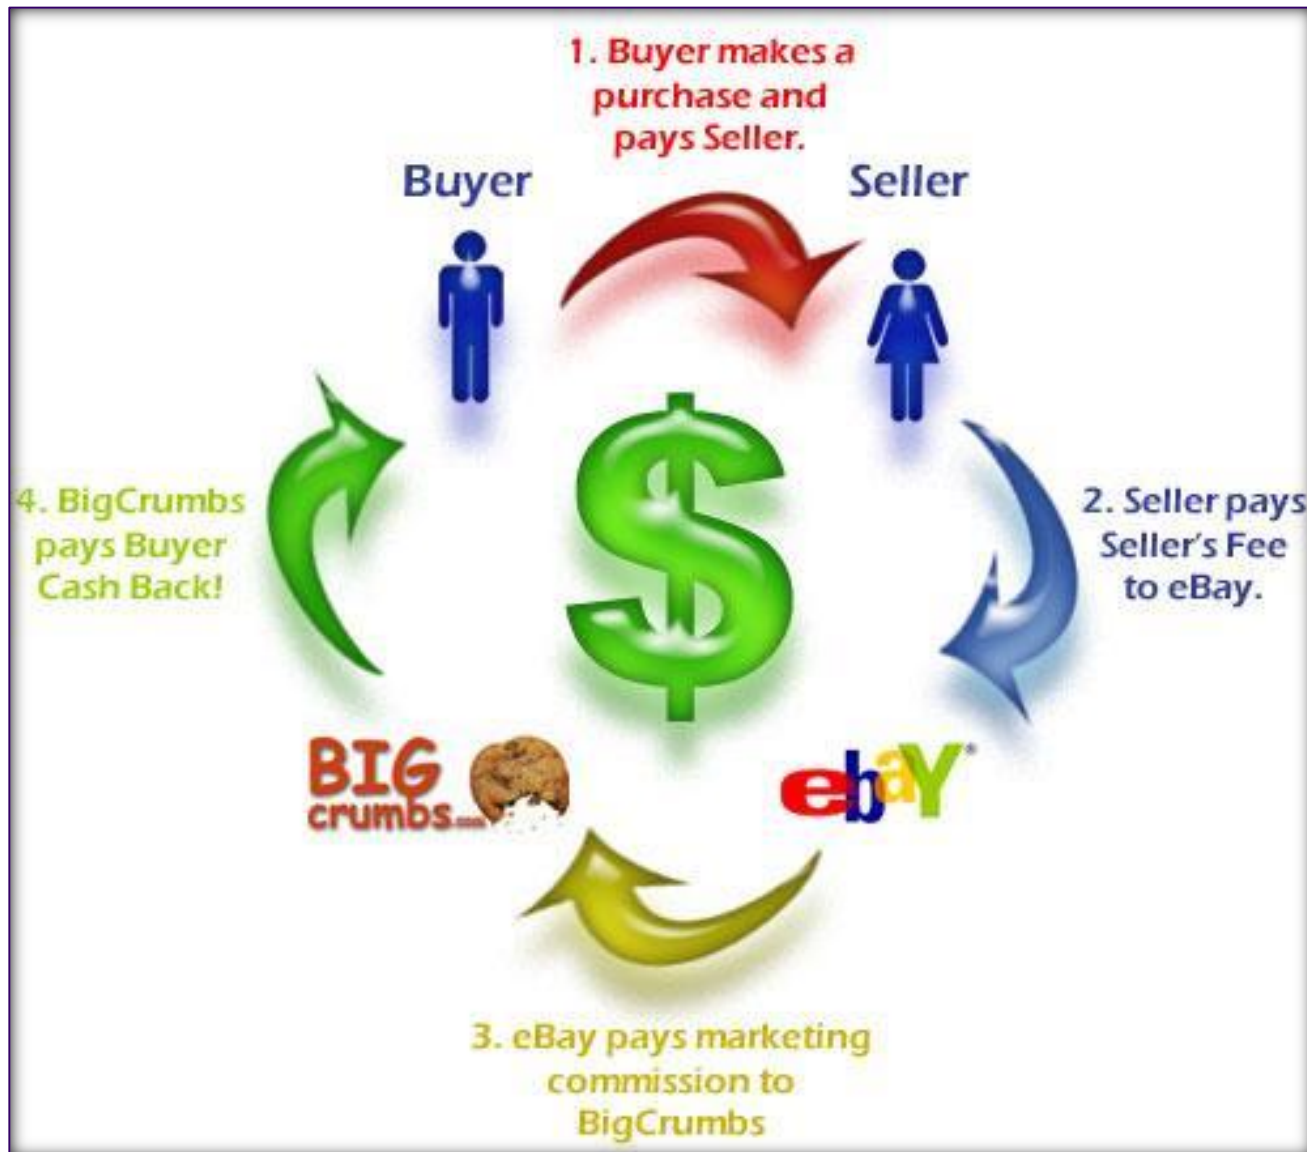 1. Buyer makes a
purchase and
pays Seller.
Buyer
Seller
2. Seller pays
Seller's Fee
to eBay.
4. BigCrumbs
pays Buyer
Cash Back!
$
BIG
crumbs.com
ebaY®
3. eBay pays marketing
commission to
BigCrumbs